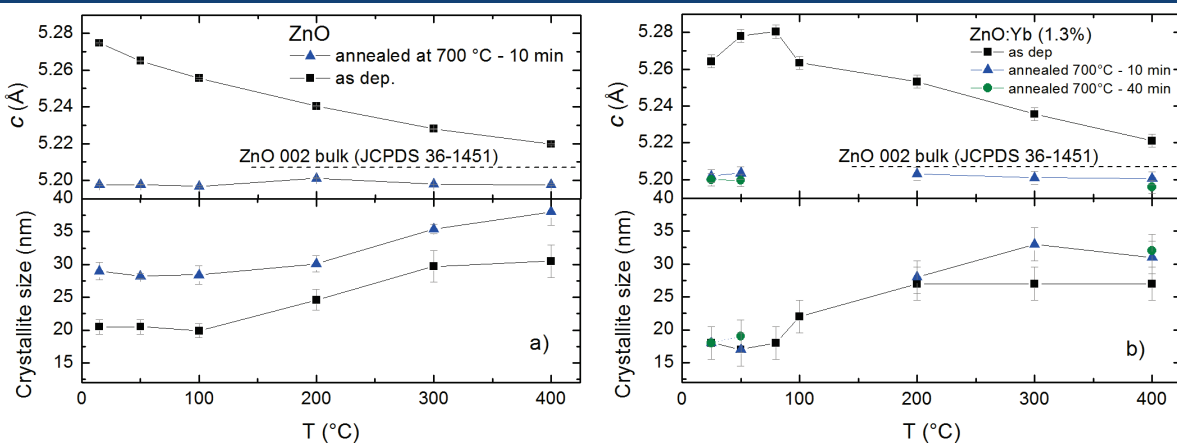 ZnO
annealed at 700 °C - 10 min
as dep.
ZnO 002 bulk (JCPDS 36-1451)
c (Å)
5.28
5.26
5.24
5.22
5.20
40
35
30
25
20
15
Crystallite size (nm)
a)
0 100 200 300 400
T (°C)
ZnO:Yb (1.3%)
as dep
annealed 700°C - 10 min
annealed 700°C - 40 min
ZnO 002 bulk (JCPDS 36-1451)
c (Å)
5.28
5.26
5.24
5.22
5.20
40
35
30
25
20
15
Crystallite size (nm)
b)
0 100 200 300 400
T (°C)